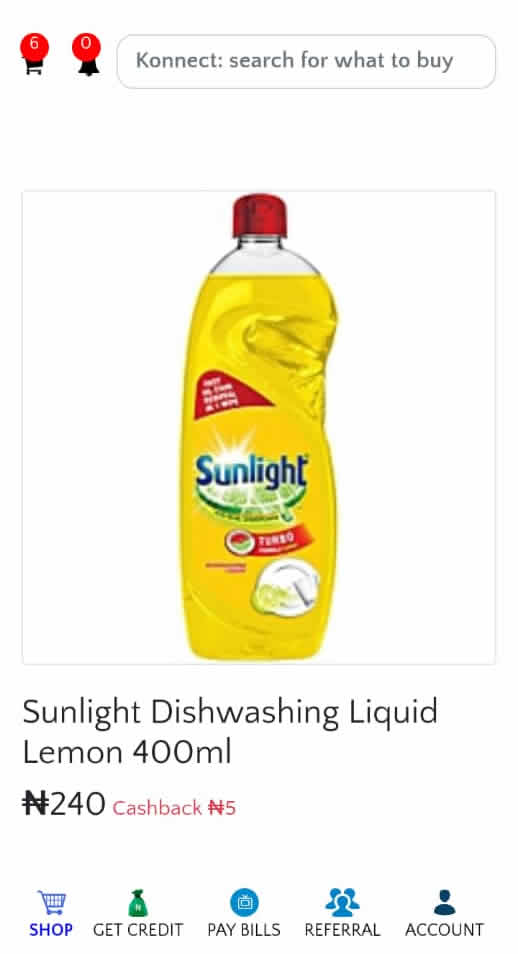 6
0
Konnect: search for what to buy
Sunlight
TURBO
Sunlight Dishwashing Liquid
Lemon 400ml
₦240 Cashback ₦5
SHOP GET CREDIT PAY BILLS REFERRAL ACCOUNT